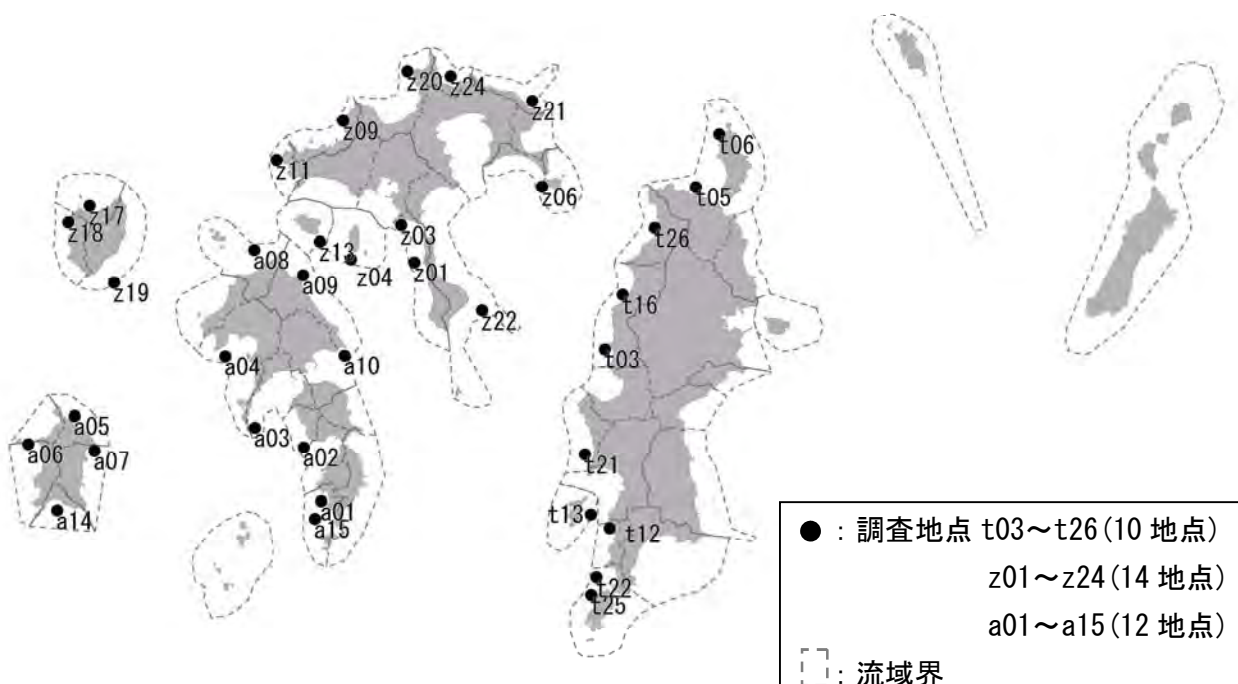 z20
z24
z21
z09
t06
z11
z06
t05
z17
z18
z03
t26
a08
z13
z04
z01
a09
z19
t16
z22
t03
a04
a10
a05
a03
a06
a07
a02
t21
a01
a14
a15
t13
t12
t22
t25
● : 調査地点 t03~t26(10 地点)
z01~z24(14 地点)
a01~a15(12 地点)
: 流域界